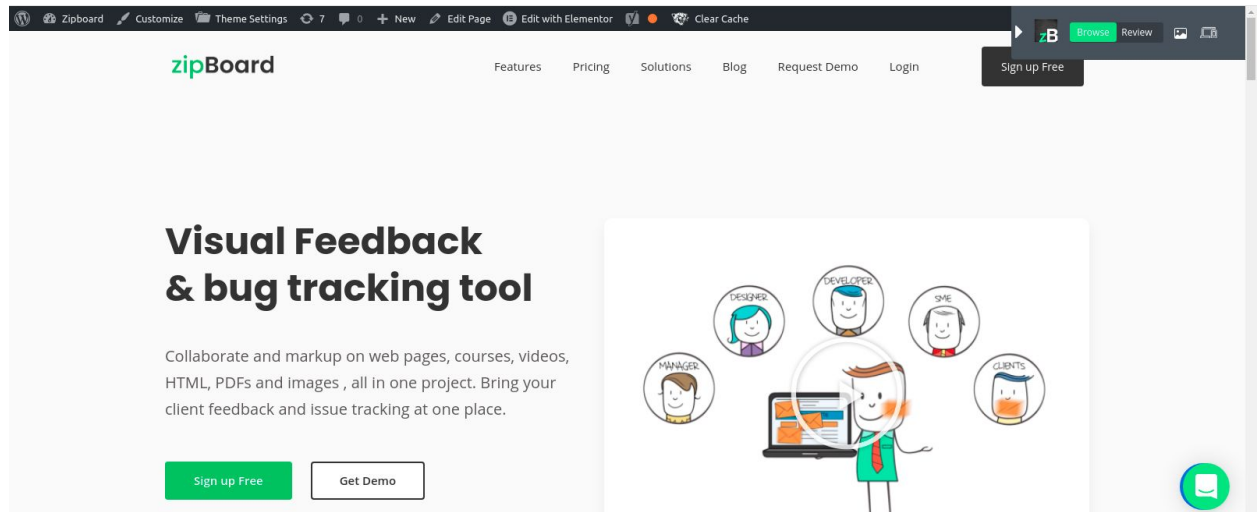 Zipboard Customize Theme Settings 7 0 New Edit Page Edit with Elementor Clear Cache
zB Browse Review
zipBoard Features Pricing Solutions Blog Request Demo Login Sign up Free
Visual Feedback
& bug tracking tool
Collaborate and markup on web pages, courses, videos,
HTML, PDFs and images , all in one project. Bring your
client feedback and issue tracking at one place.
Sign up Free Get Demo
DEVELOPER
DESIGNER
SME
MANAGER
CLIENTS